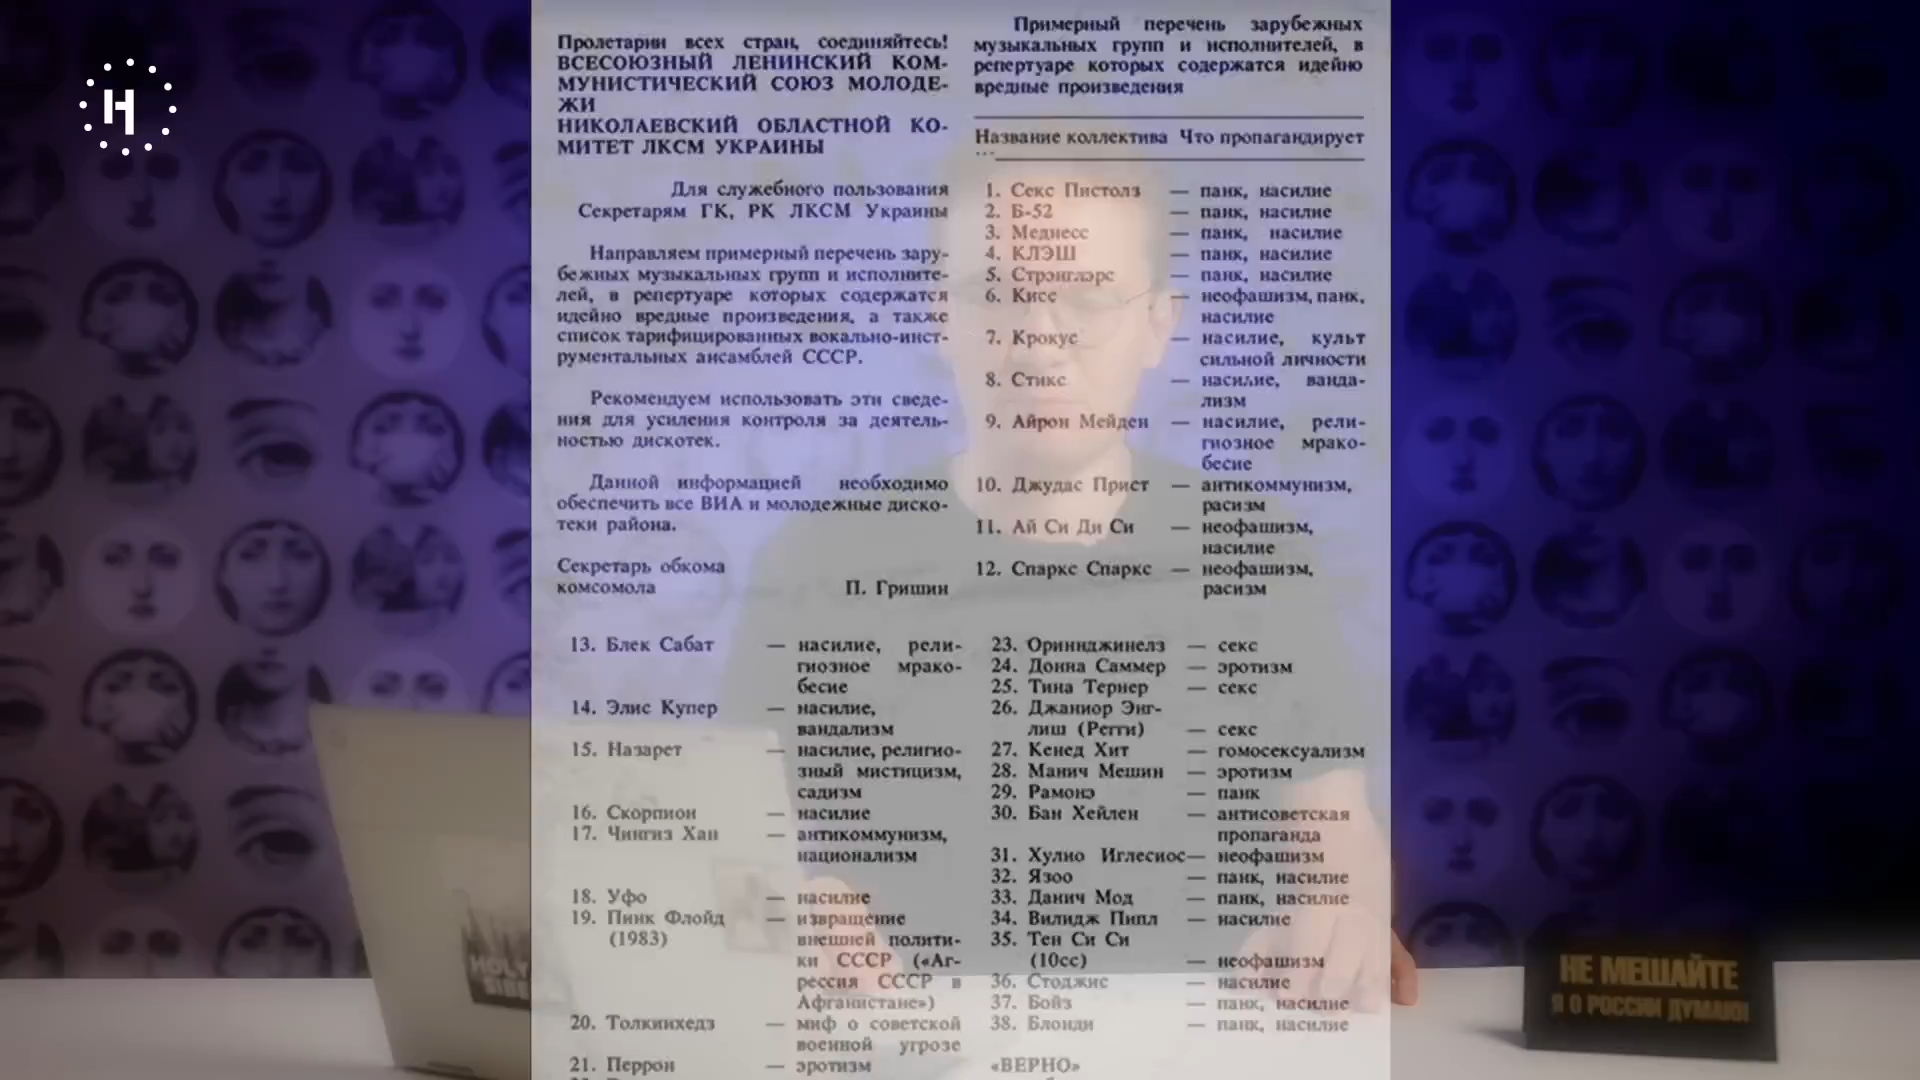 Н
Пролетарии всех стран, соединяйтесь!
ВСЕСОЮЗНЫЙ ЛЕНИНСКИЙ КОМ-
МУНИСТИЧЕСКИЙ СОЮЗ МОЛОДЕ-
ЖИ
НИКОЛАЕВСКИЙ ОБЛАСТНОЙ КО-
МИТЕТ ЛКСМ УКРАИНЫ
Для служебного пользования
Секретарям ГК, РК ЛКСМ Украины
Направляем примерный перечень зару-
бежных музыкальных групп и исполните-
лей, в репертуаре которых содержатся
идейно вредные произведения, а также
список тарифицированных вокально-инст-
рументальных ансамблей СССР.
Рекомендуем использовать эти сведе-
ния для усиления контроля за деятель-
ностью дискотек.
Данной информацией необходимо
обеспечить все ВИА и молодежные диско-
теки района.
Секретарь обкома
комсомола П. Гришин
Примерный перечень зарубежных
музыкальных групп и исполнителей, в
репертуаре которых содержатся идейно
вредные произведения
Название коллектива Что пропагандирует
...
1. Секс Пистолз — панк, насилие
2. Б-52 — панк, насилие
3. Меднесс — панк, насилие
4. КЛЭШ — панк, насилие
5. Стрэнглэрс — панк, насилие
6. Кисс — неофашизм, панк,
насилие
7. Крокус — насилие, культ
сильной личности
8. Стикс — насилие, ванда-
лизм
9. Айрон Мейден — насилие, рели-
гиозное мрако-
бесие
10. Джудас Прист — антикоммунизм,
расизм
11. Ай Си Ди Си — неофашизм,
насилие
12. Спаркс Спаркс — неофашизм,
расизм
13. Блек Сабат — насилие, рели-
гиозное мрако-
бесие
14. Элис Купер — насилие,
вандализм
15. Назарет — насилие, религио-
зный мистицизм,
садизм
16. Скорпион — насилие
17. Чингиз Хан — антикоммунизм,
национализм
18. Уфо — насилие
19. Пинк Флойд — извращение
(1983) внешней полити-
ки СССР («Аг-
рессия СССР в
Афганистане»)
20. Толкинхедз — миф о советской
военной угрозе
21. Перрон — эротизм
23. Ориннджинелз — секс
24. Донна Саммер — эротизм
25. Тина Тернер — секс
26. Джаниор Энг-
лиш (Регги) — секс
27. Кенед Хит — гомосексуализм
28. Манич Мешин — эротизм
29. Рамонэ — панк
30. Бан Хейлен — антисоветская
пропаганда
31. Хулио Иглесиос — неофашизм
32. Язоо — панк, насилие
33. Данич Мод — панк, насилие
34. Вилидж Пипл — насилие
35. Тен Си Си
(10cc) — неофашизм
36. Стоджис — насилие
37. Бойз — панк, насилие
38. Блонди — панк, насилие
«ВЕРНО»
HOLY
НЕ МЕШАЙТЕ
Я О РОССИИ ДУМАЮ